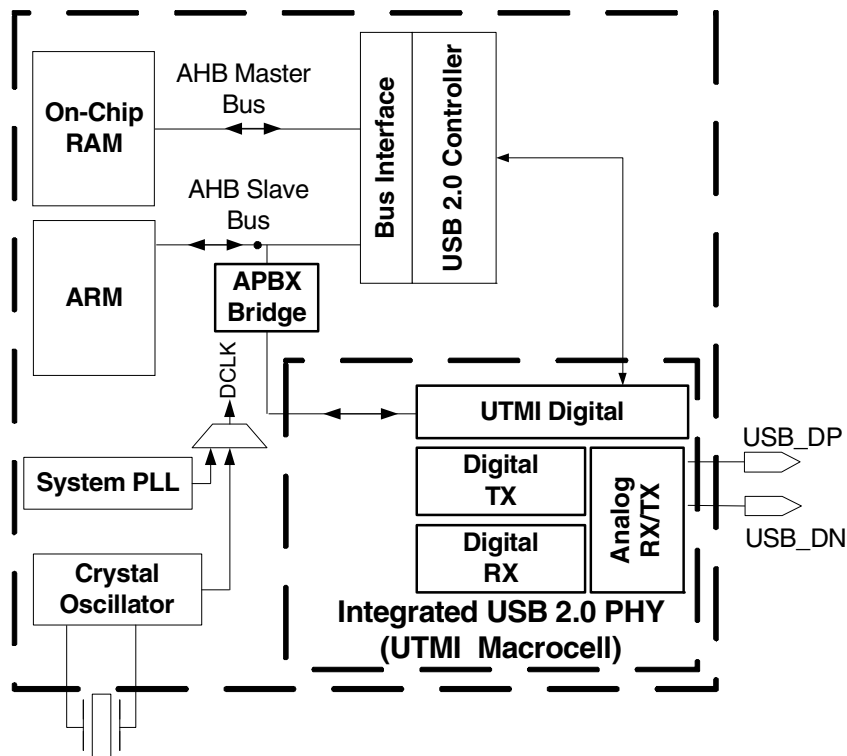 On-Chip
RAM
AHB Master
Bus
Bus Interface
USB 2.0 Controller
AHB Slave
Bus
ARM
APBX
Bridge
DCLK
UTMI Digital
System PLL
Digital
TX
Analog
RX/TX
USB_DP
USB_DN
Digital
RX
Crystal
Oscillator
Integrated USB 2.0 PHY
(UTMI Macrocell)